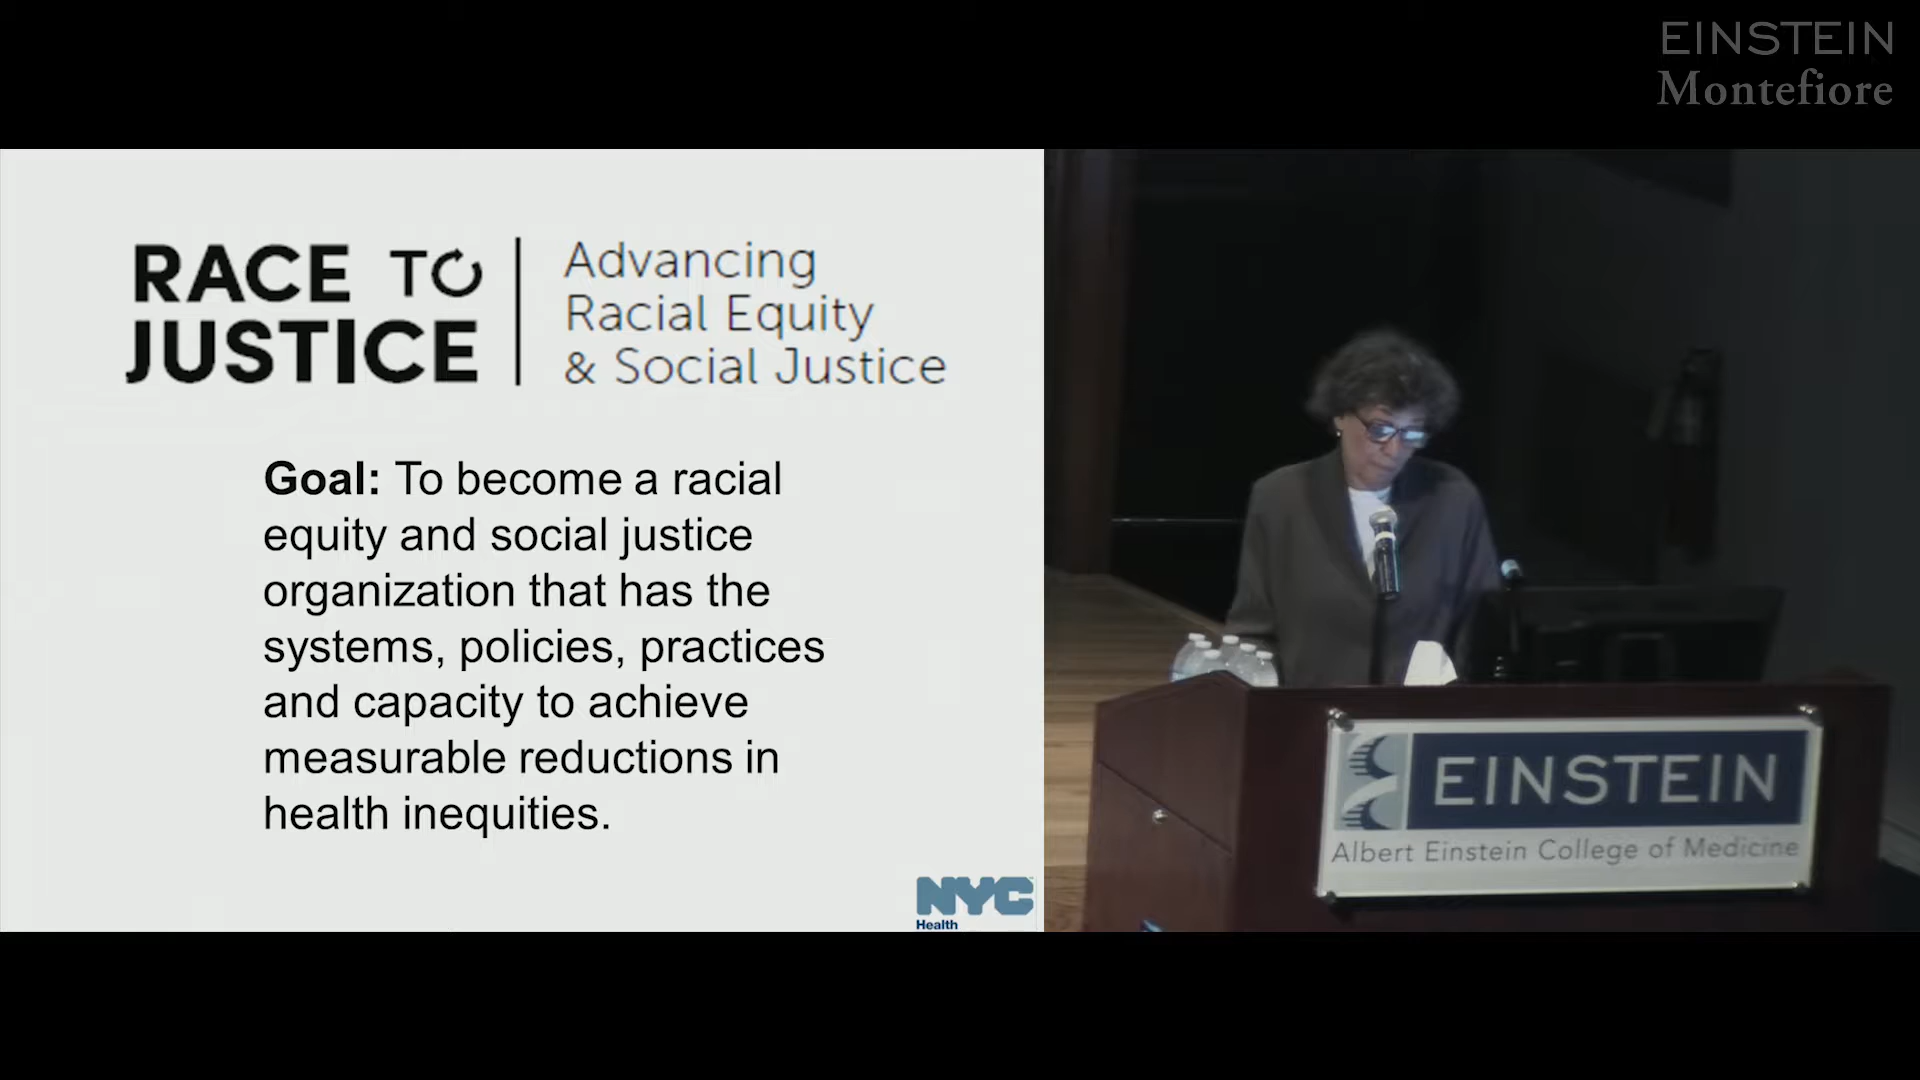 EINSTEIN
Montefiore
RACE TO
JUSTICE
Advancing
Racial Equity
& Social Justice
Goal: To become a racial
equity and social justice
organization that has the
systems, policies, practices
and capacity to achieve
measurable reductions in
health inequities.
NYC
Health
EINSTEIN
Albert Einstein College of Medicine